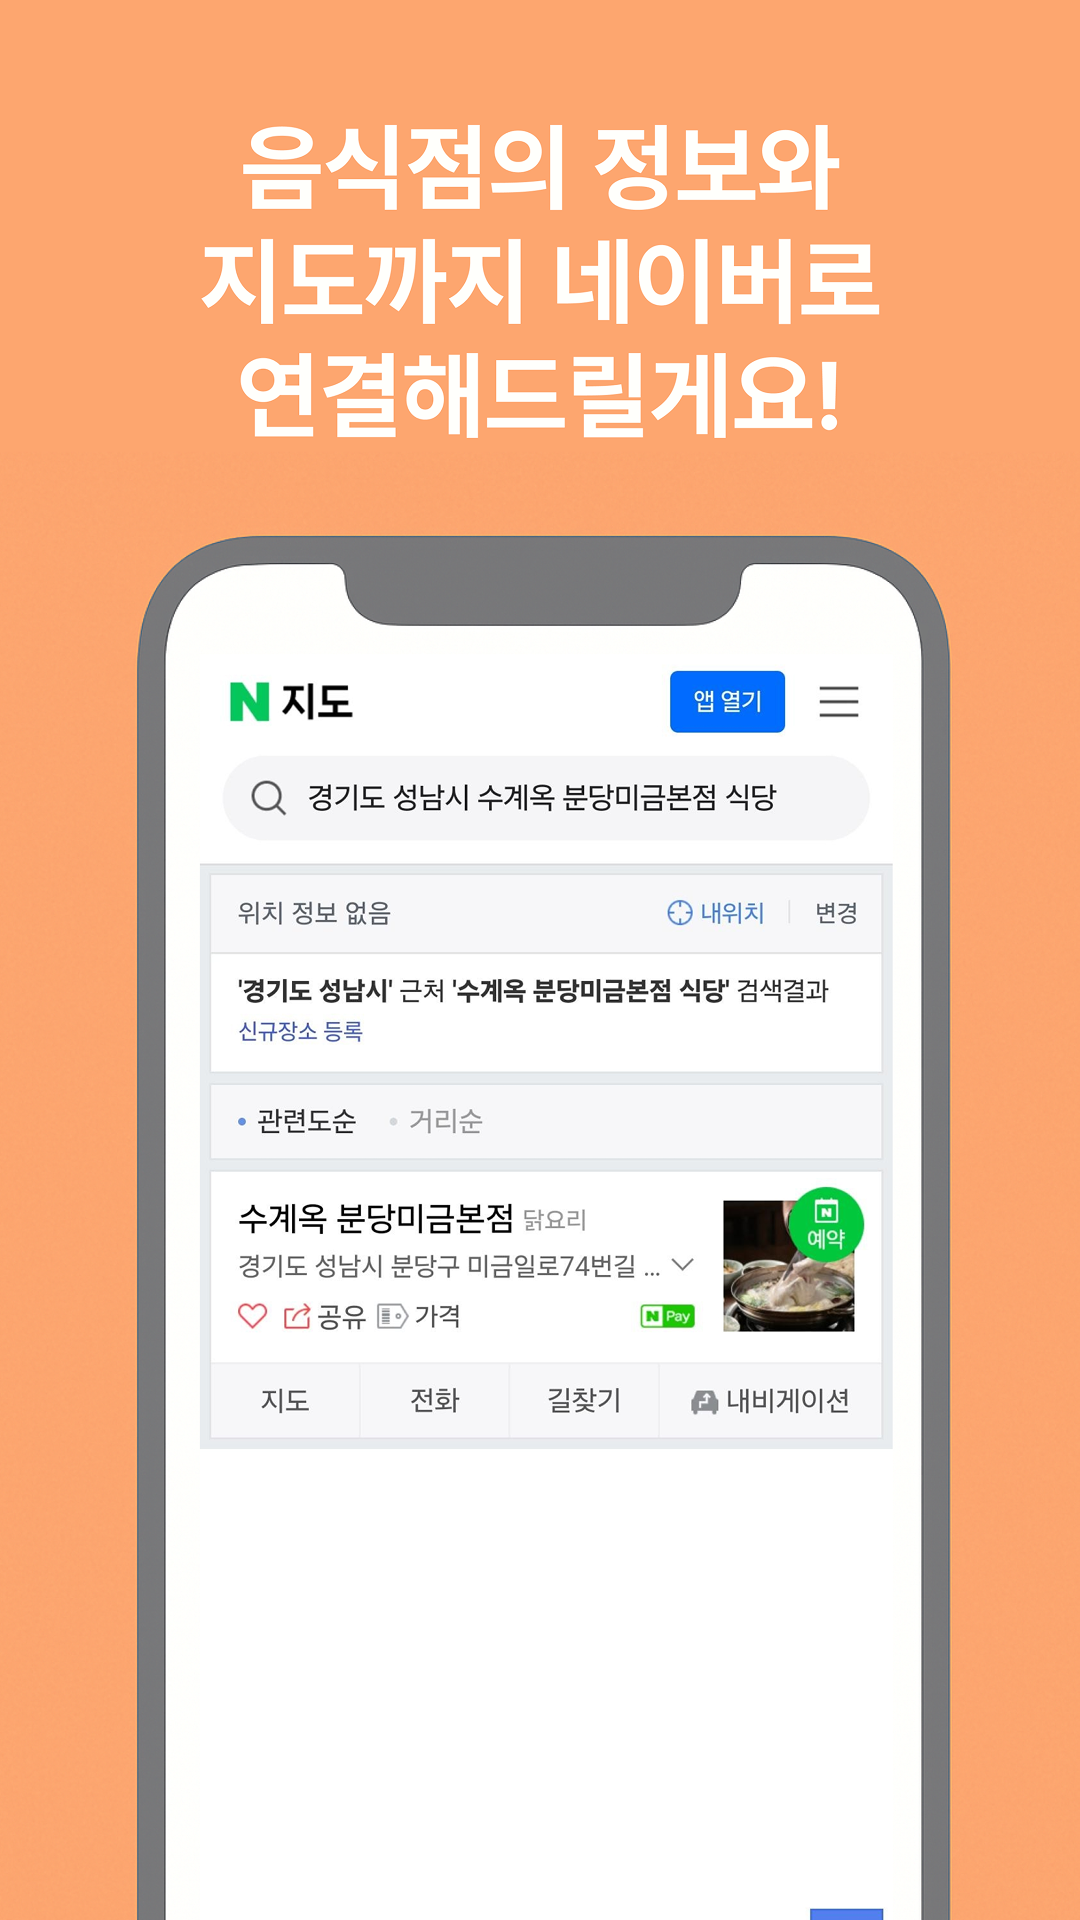 음식점의 정보와
지도까지 네이버로
연결해드릴게요!
N 지도
앱 열기
경기도 성남시 수계옥 분당미금본점 식당
위치 정보 없음
내위치
변경
'경기도 성남시' 근처 '수계옥 분당미금본점 식당' 검색결과
신규장소 등록
관련도순
거리순
수계옥 분당미금본점 닭요리
N 예약
경기도 성남시 분당구 미금일로74번길 ...
공유 가격
N Pay
지도
전화
길찾기
내비게이션